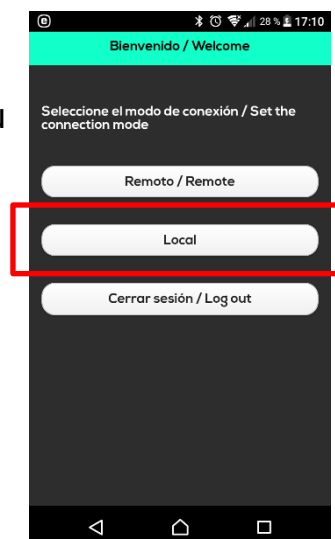 28 % 17:10
Bienvenido / Welcome
Seleccione el modo de conexión / Set the
connection mode
Remoto / Remote
Local
Cerrar sesión / Log out